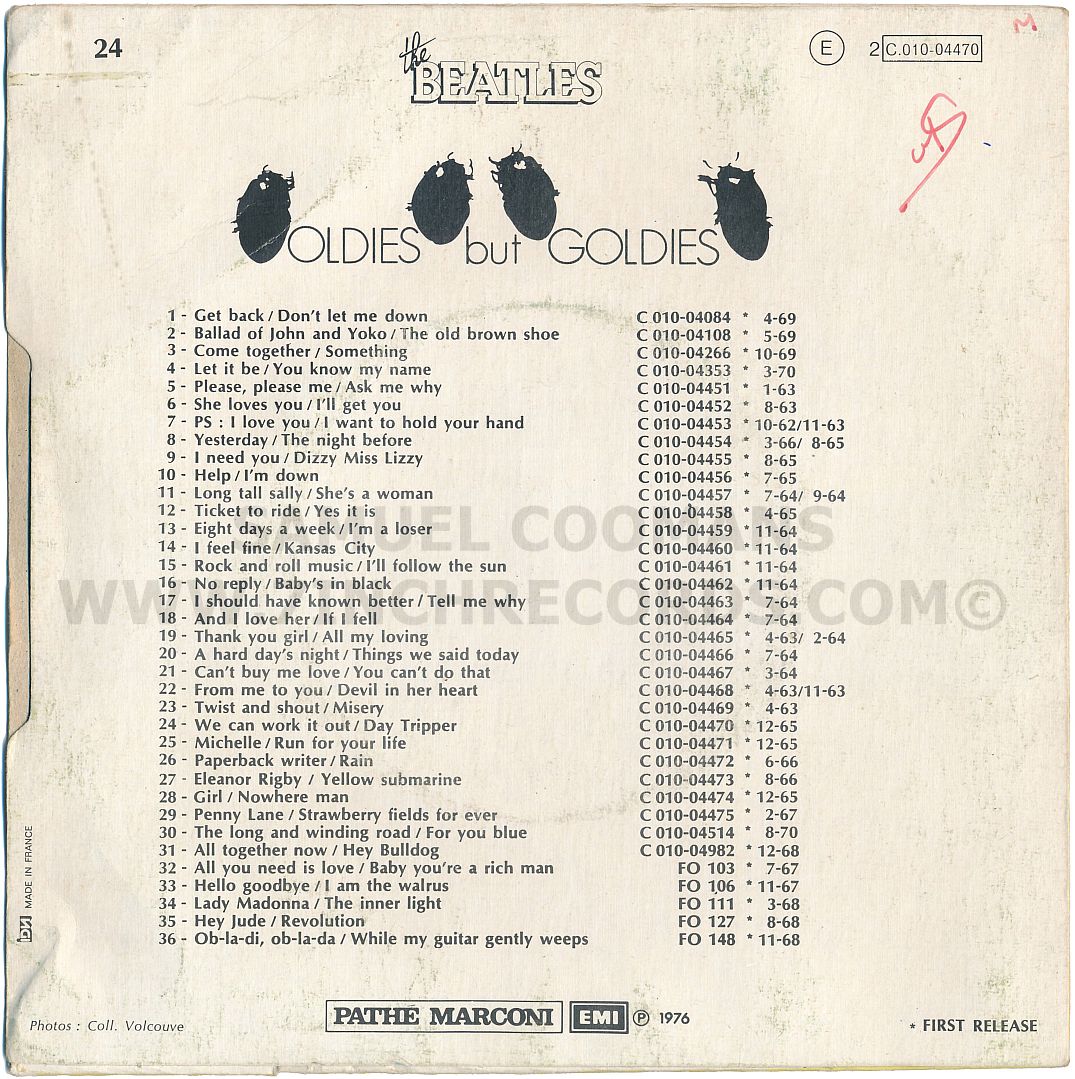 24
the
BEATLES
E 2 C.010-04470
M
OLDIES but GOLDIES
1 - Get back / Don't let me down C 010-04084 * 4-69
2 - Ballad of John and Yoko / The old brown shoe C 010-04108 * 5-69
3 - Come together / Something C 010-04266 * 10-69
4 - Let it be / You know my name C 010-04353 * 3-70
5 - Please, please me / Ask me why C 010-04451 * 1-63
6 - She loves you / I'll get you C 010-04452 * 8-63
7 - PS : I love you / I want to hold your hand C 010-04453 * 10-62/11-63
8 - Yesterday / The night before C 010-04454 * 3-66/ 8-65
9 - I need you / Dizzy Miss Lizzy C 010-04455 * 8-65
10 - Help / I'm down C 010-04456 * 7-65
11 - Long tall sally / She's a woman C 010-04457 * 7-64/ 9-64
12 - Ticket to ride / Yes it is C 010-04458 * 4-65
13 - Eight days a week / I'm a loser C 010-04459 * 11-64
14 - I feel fine / Kansas City C 010-04460 * 11-64
15 - Rock and roll music / I'll follow the sun C 010-04461 * 11-64
16 - No reply / Baby's in black C 010-04462 * 11-64
17 - I should have known better / Tell me why C 010-04463 * 7-64
18 - And I love her / If I fell C 010-04464 * 7-64
19 - Thank you girl / All my loving C 010-04465 * 4-63/ 2-64
20 - A hard day's night / Things we said today C 010-04466 * 7-64
21 - Can't buy me love / You can't do that C 010-04467 * 3-64
22 - From me to you / Devil in her heart C 010-04468 * 4-63/11-63
23 - Twist and shout / Misery C 010-04469 * 4-63
24 - We can work it out / Day Tripper C 010-04470 * 12-65
25 - Michelle / Run for your life C 010-04471 * 12-65
26 - Paperback writer / Rain C 010-04472 * 6-66
27 - Eleanor Rigby / Yellow submarine C 010-04473 * 8-66
28 - Girl / Nowhere man C 010-04474 * 12-65
29 - Penny Lane / Strawberry fields for ever C 010-04475 * 2-67
30 - The long and winding road / For you blue C 010-04514 * 8-70
31 - All together now / Hey Bulldog C 010-04982 * 12-68
32 - All you need is love / Baby you're a rich man FO 103 * 7-67
33 - Hello goodbye / I am the walrus FO 106 * 11-67
34 - Lady Madonna / The inner light FO 111 * 3-68
35 - Hey Jude / Revolution FO 127 * 8-68
36 - Ob-la-di, ob-la-da / While my guitar gently weeps FO 148 * 11-68
MADE IN FRANCE
Photos : Coll. Volcouve
PATHE MARCONI EMI ℗ 1976
* FIRST RELEASE
SAMUEL